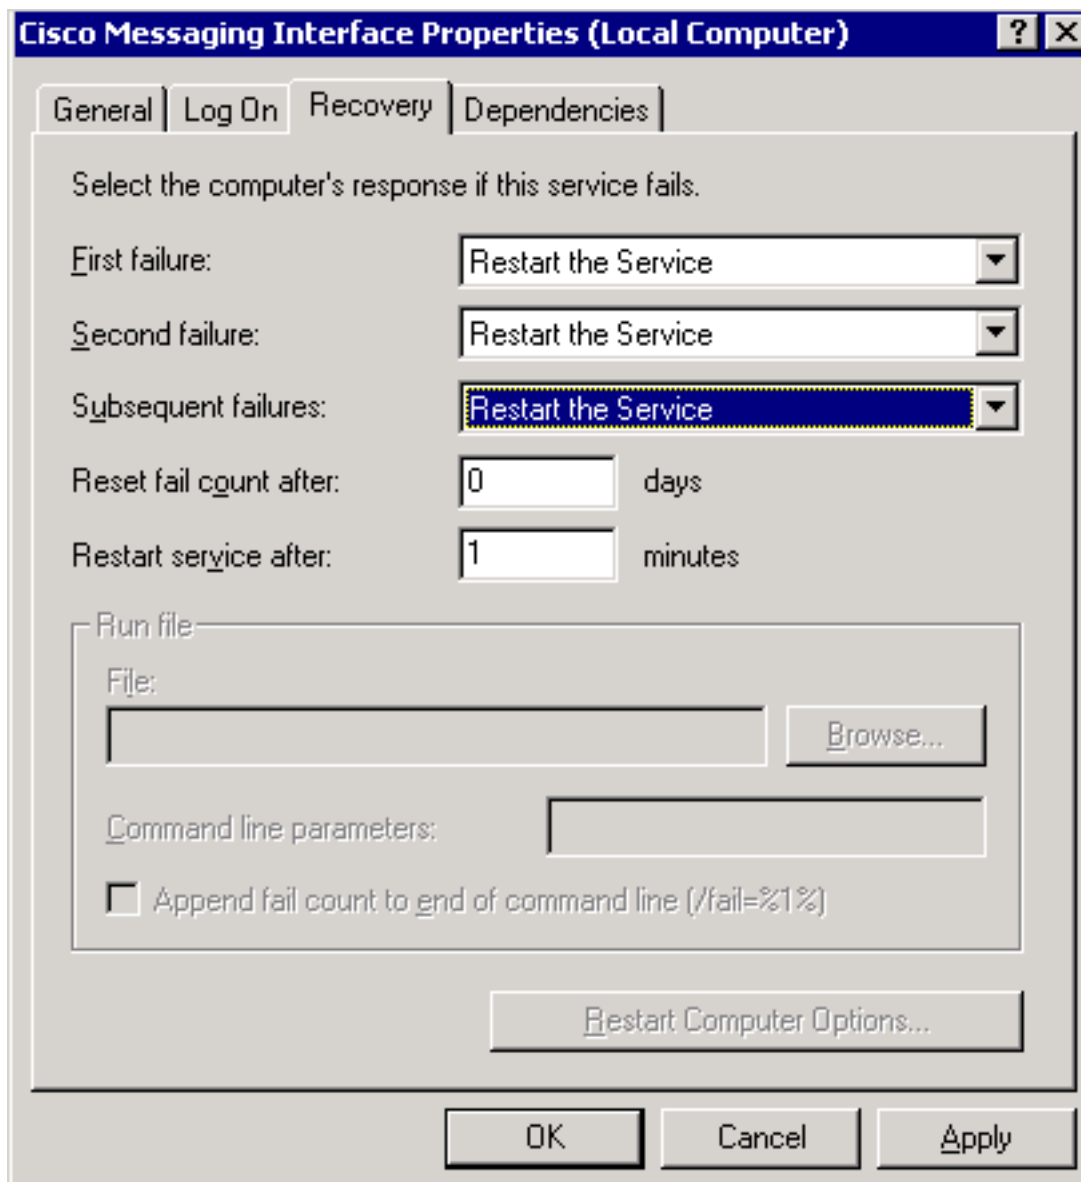 Cisco Messaging Interface Properties (Local Computer)
General Log On Recovery Dependencies
Select the computer's response if this service fails.
First failure: Restart the Service
Second failure: Restart the Service
Subsequent failures: Restart the Service
Reset fail count after: 0 days
Restart service after: 1 minutes
Run file
File:
Browse...
Command line parameters:
Append fail count to end of command line (/fail=%1%)
Restart Computer Options...
OK Cancel Apply